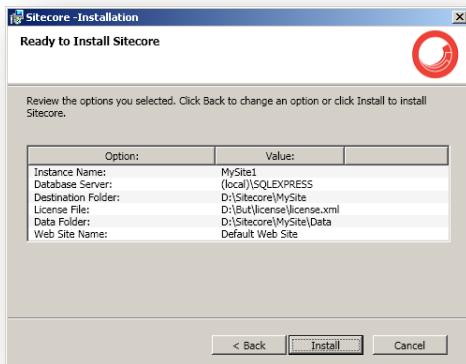 Sitecore -Installation
Ready to Install Sitecore
Review the options you selected. Click Back to change an option or click Install to install
Sitecore.
Option: Value:
Instance Name: MySite1
Database Server: (local)\SQLEXPRESS
Destination Folder: D:\Sitecore\MySite
License File: D:\But\license\license.xml
Data Folder: D:\Sitecore\MySite\Data
Web Site Name: Default Web Site
< Back Install Cancel